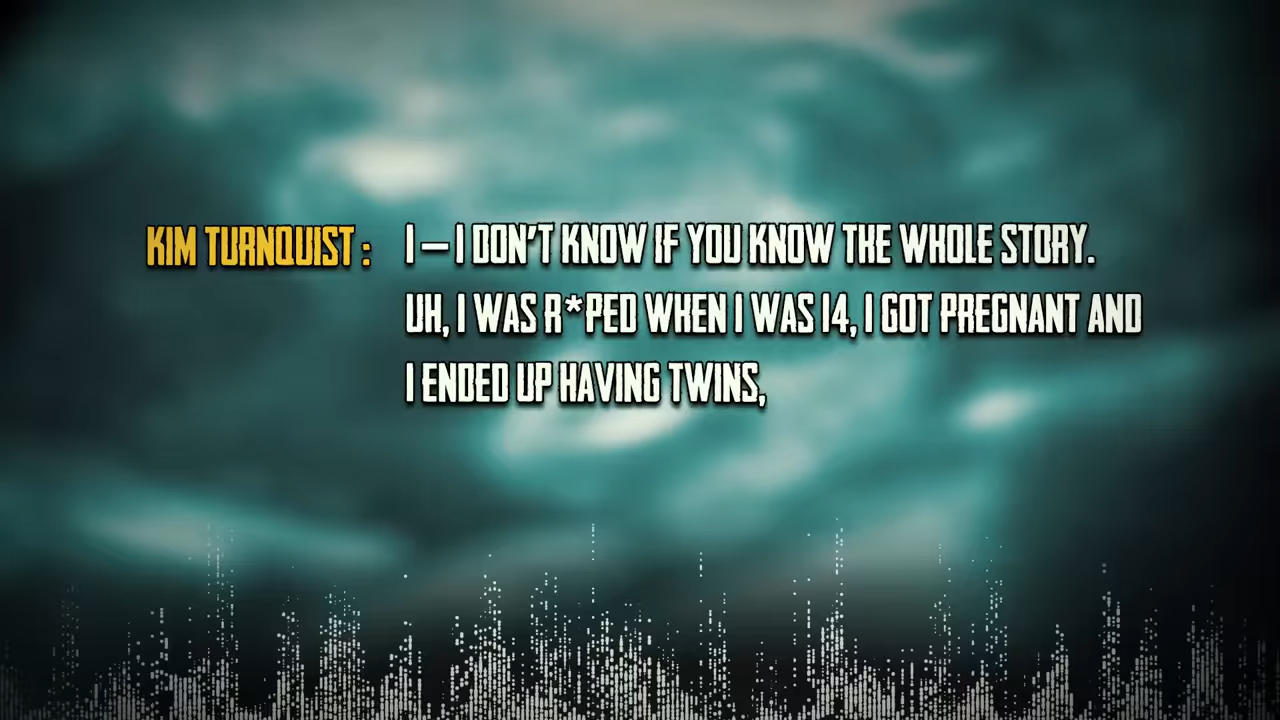 KIM TURNQUIST : I – I DON'T KNOW IF YOU KNOW THE WHOLE STORY.
UH, I WAS R*PED WHEN I WAS 14, I GOT PREGNANT AND
I ENDED UP HAVING TWINS,